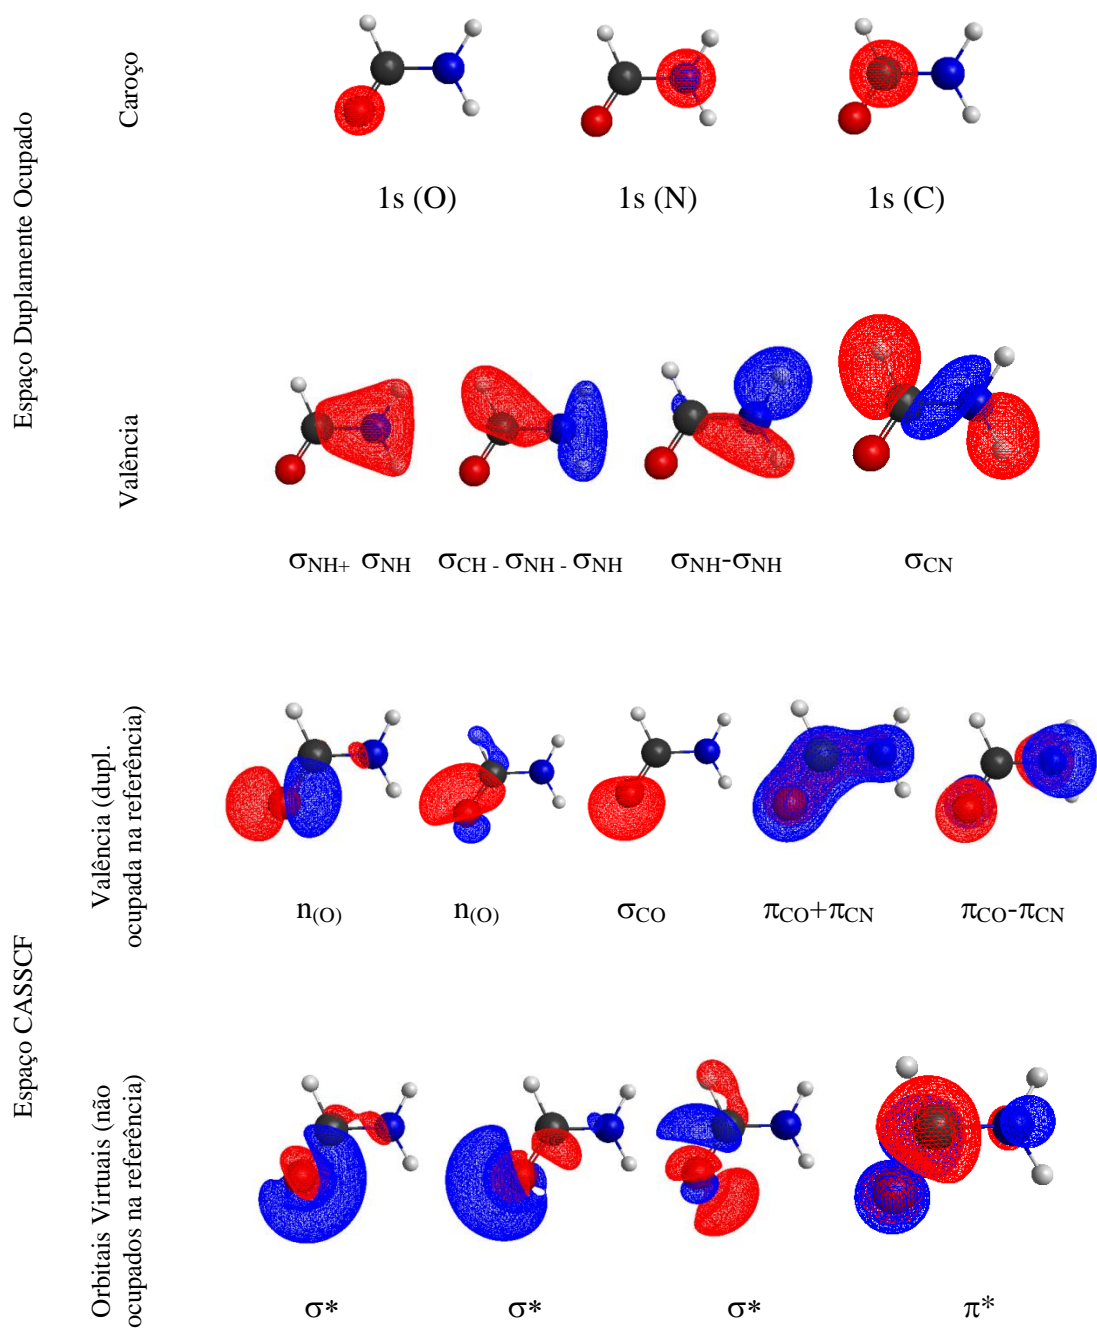 Espaço Duplamente Ocupado
Caroço
1s (O) 1s (N) 1s (C)
Valência
σNH+ σNH σCH - σNH - σNH σNH-σNH σCN
Espaço CASSCF
Valência (dupl.
ocupada na referência)
n(O) n(O) σCO πCO+πCN πCO-πCN
Orbitais Virtuais (não
ocupados na referência)
σ* σ* σ* π*